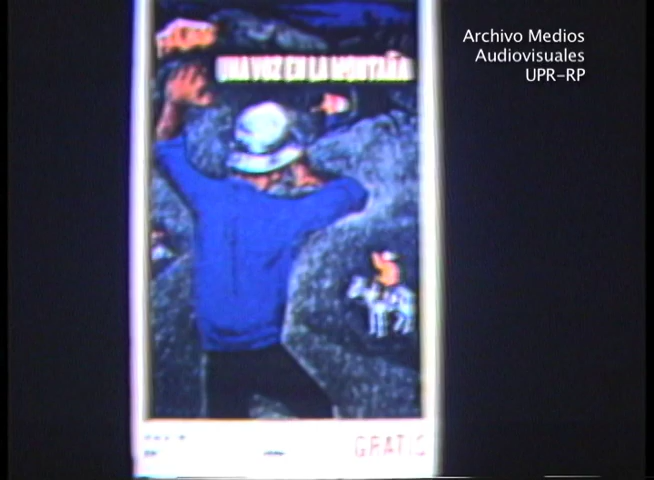 Archivo Medios
Audiovisuales
UPR-RP
UNA VOZ EN LA MONTAÑA
GRATIS